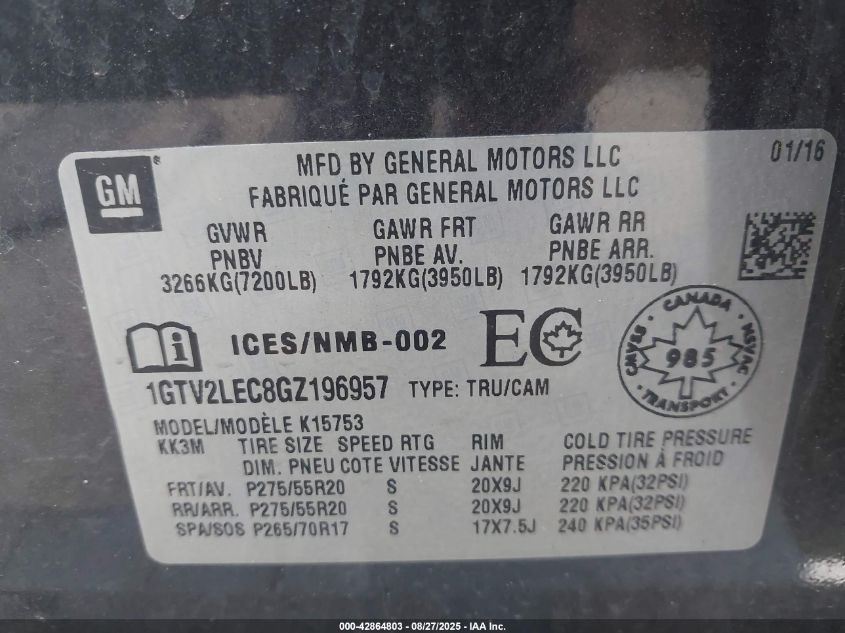 GM
MFD BY GENERAL MOTORS LLC 01/16
FABRIQUÉ PAR GENERAL MOTORS LLC
GVWR GAWR FRT GAWR RR
PNBV PNBE AV. PNBE ARR.
3266KG(7200LB) 1792KG(3950LB) 1792KG(3950LB)
i ICES/NMB-002 EC
CANADA
CMVSS 985 NSVAC
TRANSPORT
1GTV2LEC8GZ196957 TYPE: TRU/CAM
MODEL/MODÈLE K15753
KK3M TIRE SIZE SPEED RTG RIM COLD TIRE PRESSURE
DIM. PNEU COTE VITESSE JANTE PRESSION À FROID
FRT/AV. P275/55R20 S 20X9J 220 KPA(32PSI)
RR/ARR. P275/55R20 S 20X9J 220 KPA(32PSI)
SPA/SOS P265/70R17 S 17X7.5J 240 KPA(35PSI)
000-42864803 - 08/27/2025 - IAA Inc.